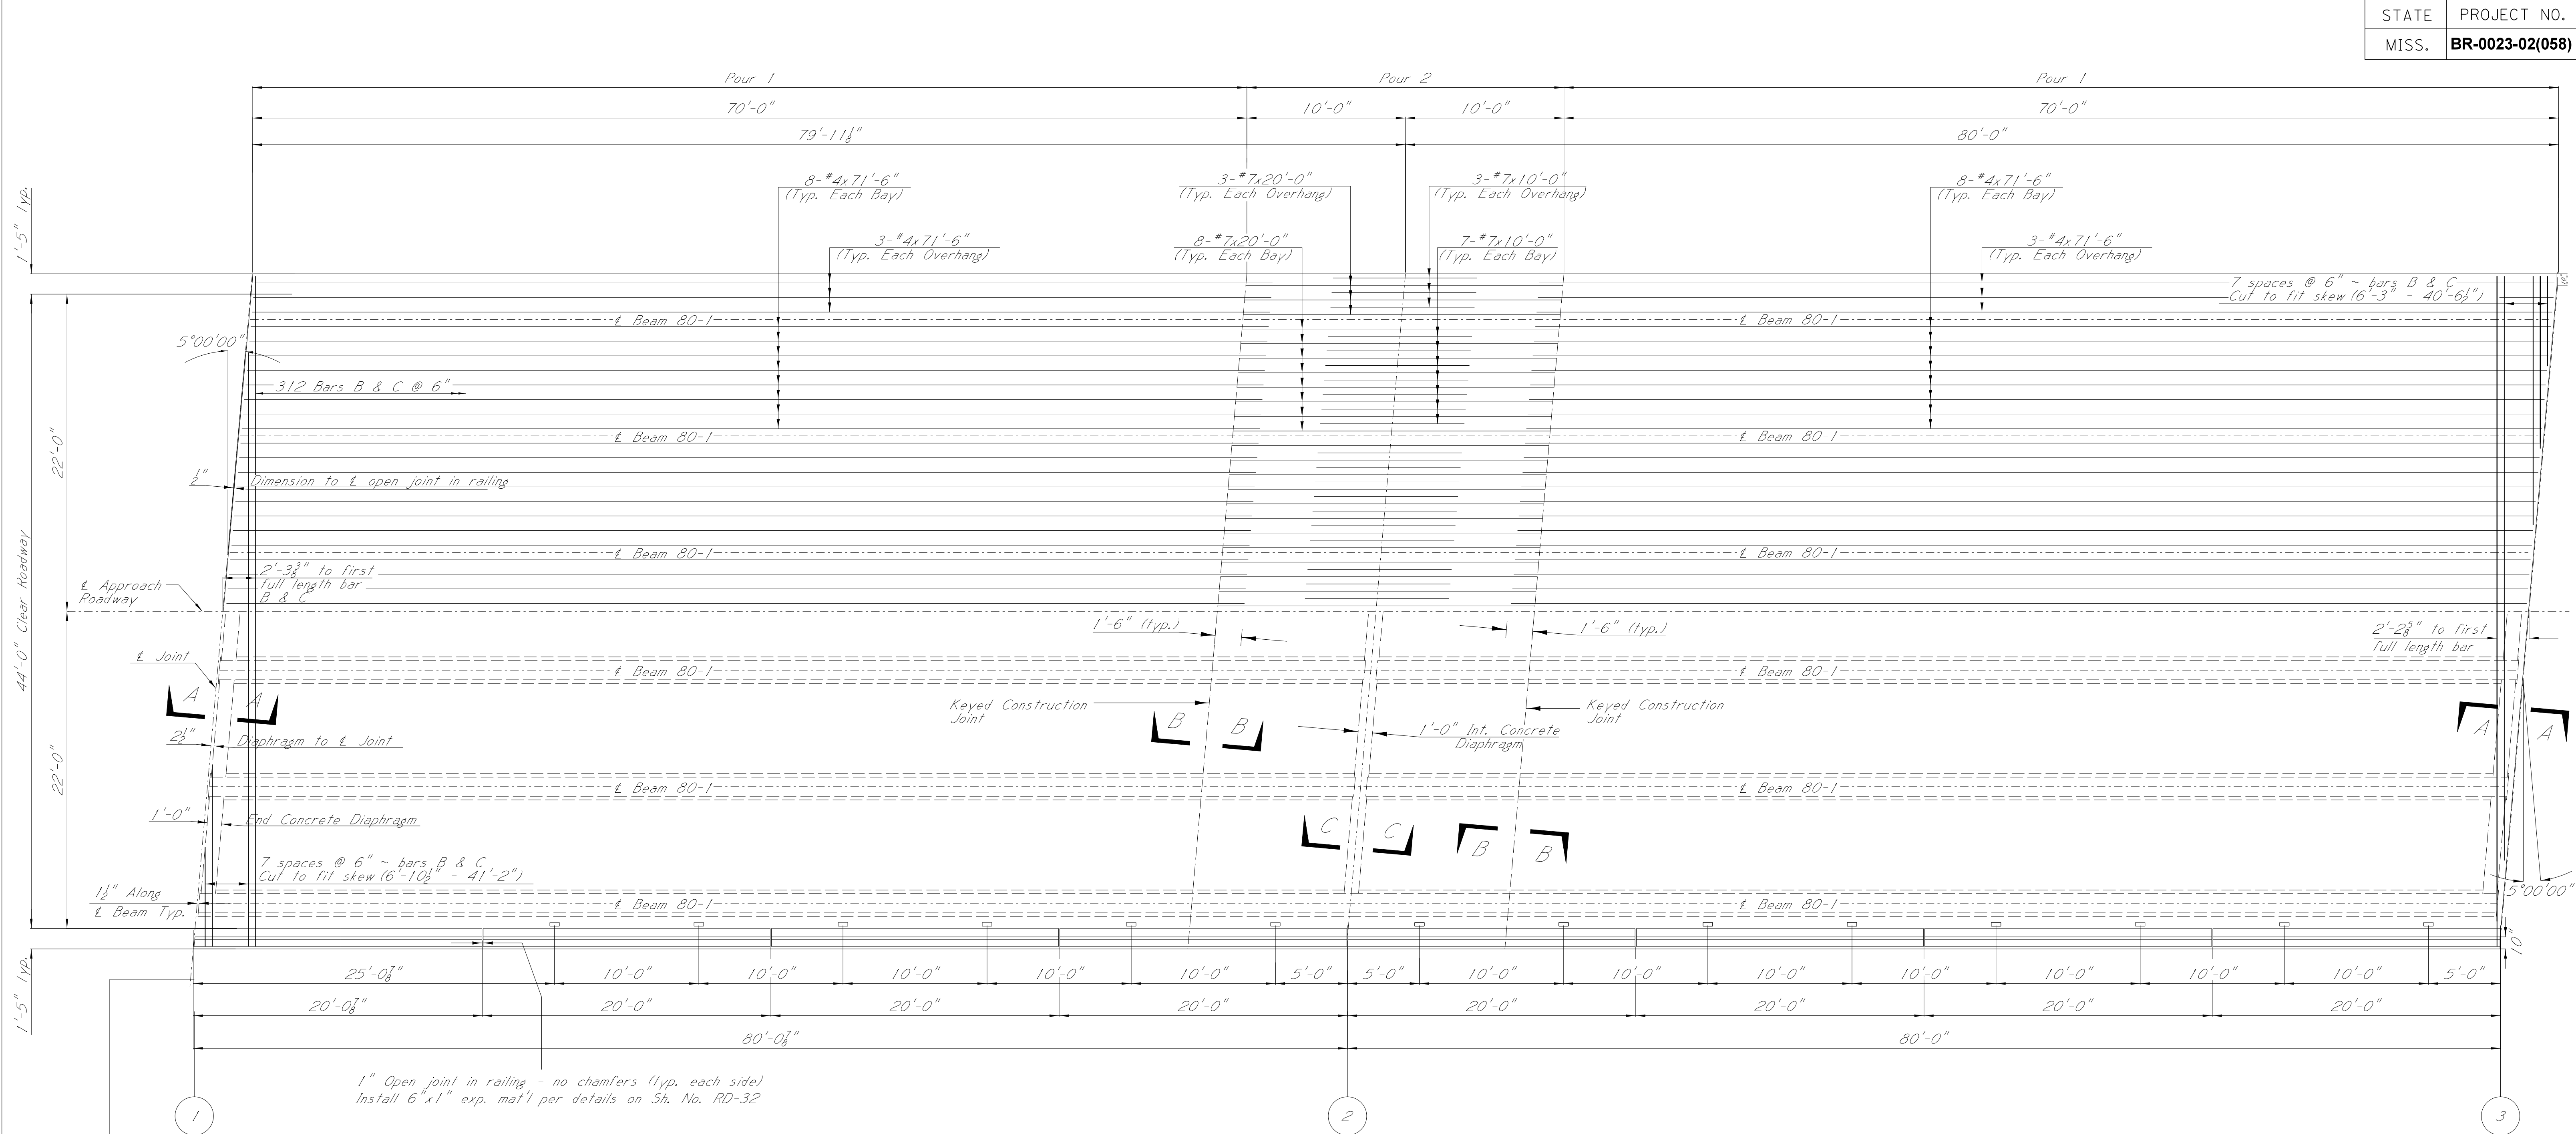 STATE PROJECT NO.
MISS. BR-0023-02(058)
Pour 1 Pour 2 Pour 1
70'-0" 10'-0" 10'-0" 70'-0"
79'-11⅛" 80'-0"
8-#4x71'-6" 3-#7x20'-0" 3-#7x10'-0" 8-#4x71'-6"
(Typ. Each Bay) (Typ. Each Overhang) (Typ. Each Overhang) (Typ. Each Bay)
1'-5" Typ.
3-#4x71'-6" 8-#7x20'-0" 7-#7x10'-0" 3-#4x71'-6"
(Typ. Each Overhang) (Typ. Each Bay) (Typ. Each Bay) (Typ. Each Overhang)
7 spaces @ 6" ~ bars B & C
Cut to fit skew (6'-3" - 40'-6½")
℄ Beam 80-1 ℄ Beam 80-1
5°00'00"
312 Bars B & C @ 6"
℄ Beam 80-1 ℄ Beam 80-1
22'-0"
½" Dimension to ℄ open joint in railing
44'-0" Clear Roadway
℄ Beam 80-1 ℄ Beam 80-1
2'-3⅜" to first
full length bar
B & C
℄ Approach
Roadway
1'-6" (typ.) 1'-6" (typ.)
2'-2⅝" to first
full length bar
℄ Joint
℄ Beam 80-1 ℄ Beam 80-1
A A
Keyed Construction
Joint
Keyed Construction
Joint
B B
A A
1'-0" Int. Concrete
Diaphragm
2½" Diaphragm to ℄ Joint
22'-0"
℄ Beam 80-1 ℄ Beam 80-1
1'-0" End Concrete Diaphragm
C C
B B
7 spaces @ 6" ~ bars B & C
Cut to fit skew (6'-10½" - 41'-2")
1½" Along
℄ Beam Typ.
℄ Beam 80-1 ℄ Beam 80-1
5°00'00"
10"
1'-5" Typ.
25'-0⅞" 10'-0" 10'-0" 10'-0" 10'-0" 10'-0" 5'-0" 5'-0" 10'-0" 10'-0" 10'-0" 10'-0" 10'-0" 10'-0" 10'-0" 5'-0"
20'-0⅞" 20'-0" 20'-0" 20'-0" 20'-0" 20'-0" 20'-0" 20'-0"
80'-0⅞" 80'-0"
1" Open joint in railing - no chamfers (typ. each side)
Install 6"x1" exp. mat'l per details on Sh. No. RD-32
1 2 3